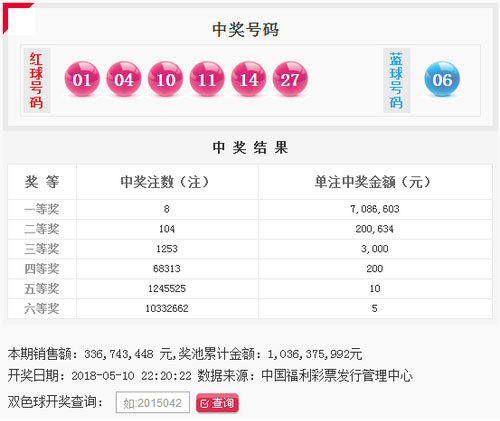 中奖号码
红球号码 01 04 10 11 14 27 蓝球号码 06
中 奖 结 果
奖 等 中奖注数（注） 单注中奖金额（元）
一等奖 8 7,086,603
二等奖 104 200,634
三等奖 1253 3,000
四等奖 68313 200
五等奖 1245525 10
六等奖 10332662 5
本期销售额：336,743,448 元,奖池累计金额：1,036,375,992元
开奖日期：2018-05-10 22:20:22 数据来源：中国福利彩票发行管理中心
双色球开奖查询： 如:2015042 查询